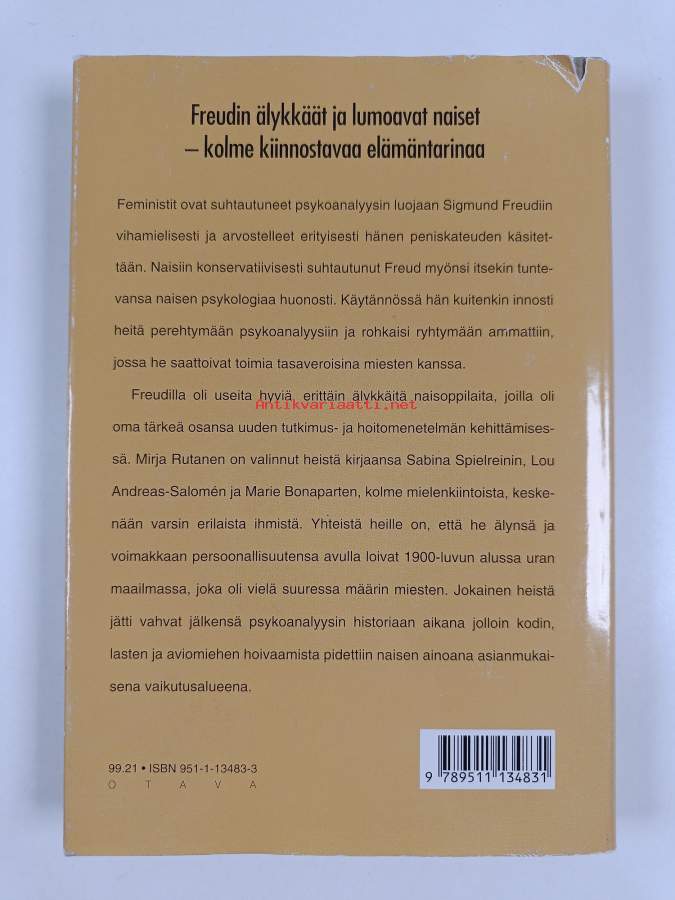 Freudin älykkäät ja lumoavat naiset
– kolme kiinnostavaa elämäntarinaa
Feministit ovat suhtautuneet psykoanalyysin luojaan Sigmund Freudiin
vihamielisesti ja arvostelleet erityisesti hänen peniskateuden käsitet-
tään. Naisiin konservatiivisesti suhtautunut Freud myönsi itsekin tunte-
vansa naisen psykologiaa huonosti. Käytännössä hän kuitenkin innosti
heitä perehtymään psykoanalyysiin ja rohkaisi ryhtymään ammattiin,
jossa he saattoivat toimia tasaveroisina miesten kanssa.
Freudilla oli useita hyviä, erittäin älykkäitä naisoppilaita, joilla oli
Antikvariaatti.net
oma tärkeä osansa uuden tutkimus- ja hoitomenetelmän kehittämises-
sä. Mirja Rutanen on valinnut heistä kirjaansa Sabina Spielreinin, Lou
Andreas-Salomén ja Marie Bonaparten, kolme mielenkiintoista, keske-
nään varsin erilaista ihmistä. Yhteistä heille on, että he älynsä ja
voimakkaan persoonallisuutensa avulla loivat 1900-luvun alussa uran
maailmassa, joka oli vielä suuressa määrin miesten. Jokainen heistä
jätti vahvat jälkensä psykoanalyysin historiaan aikana jolloin kodin,
lasten ja aviomiehen hoivaamista pidettiin naisen ainoana asianmukai-
sena vaikutusalueena.
99.21 • ISBN 951-1-13483-3
OTAVA
9 789511 134831